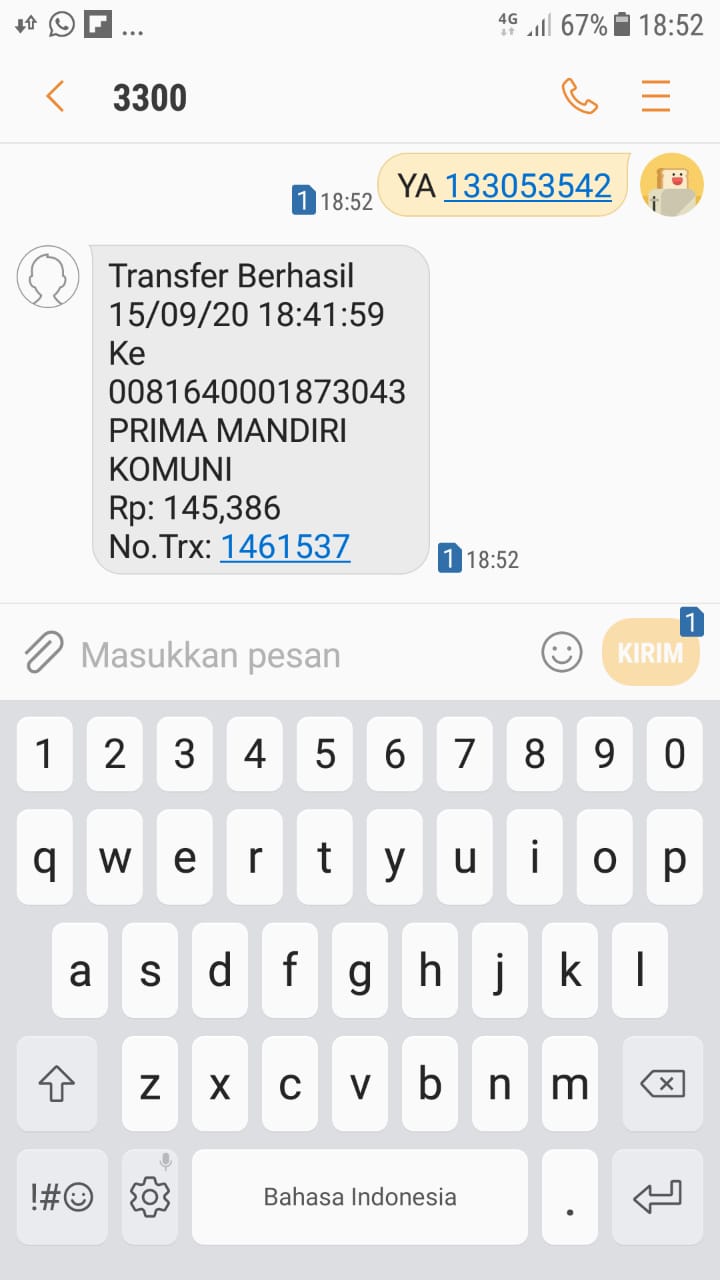 ... 4G 67% 18:52
3300
1 18:52 YA 133053542
Transfer Berhasil
15/09/20 18:41:59
Ke
0081640001873043
PRIMA MANDIRI
KOMUNI
Rp: 145,386
No.Trx: 1461537
1 18:52
1
Masukkan pesan KIRIM
1 2 3 4 5 6 7 8 9 0
q w e r t y u i o p
a s d f g h j k l
z x c v b n m
!#☺ Bahasa Indonesia .